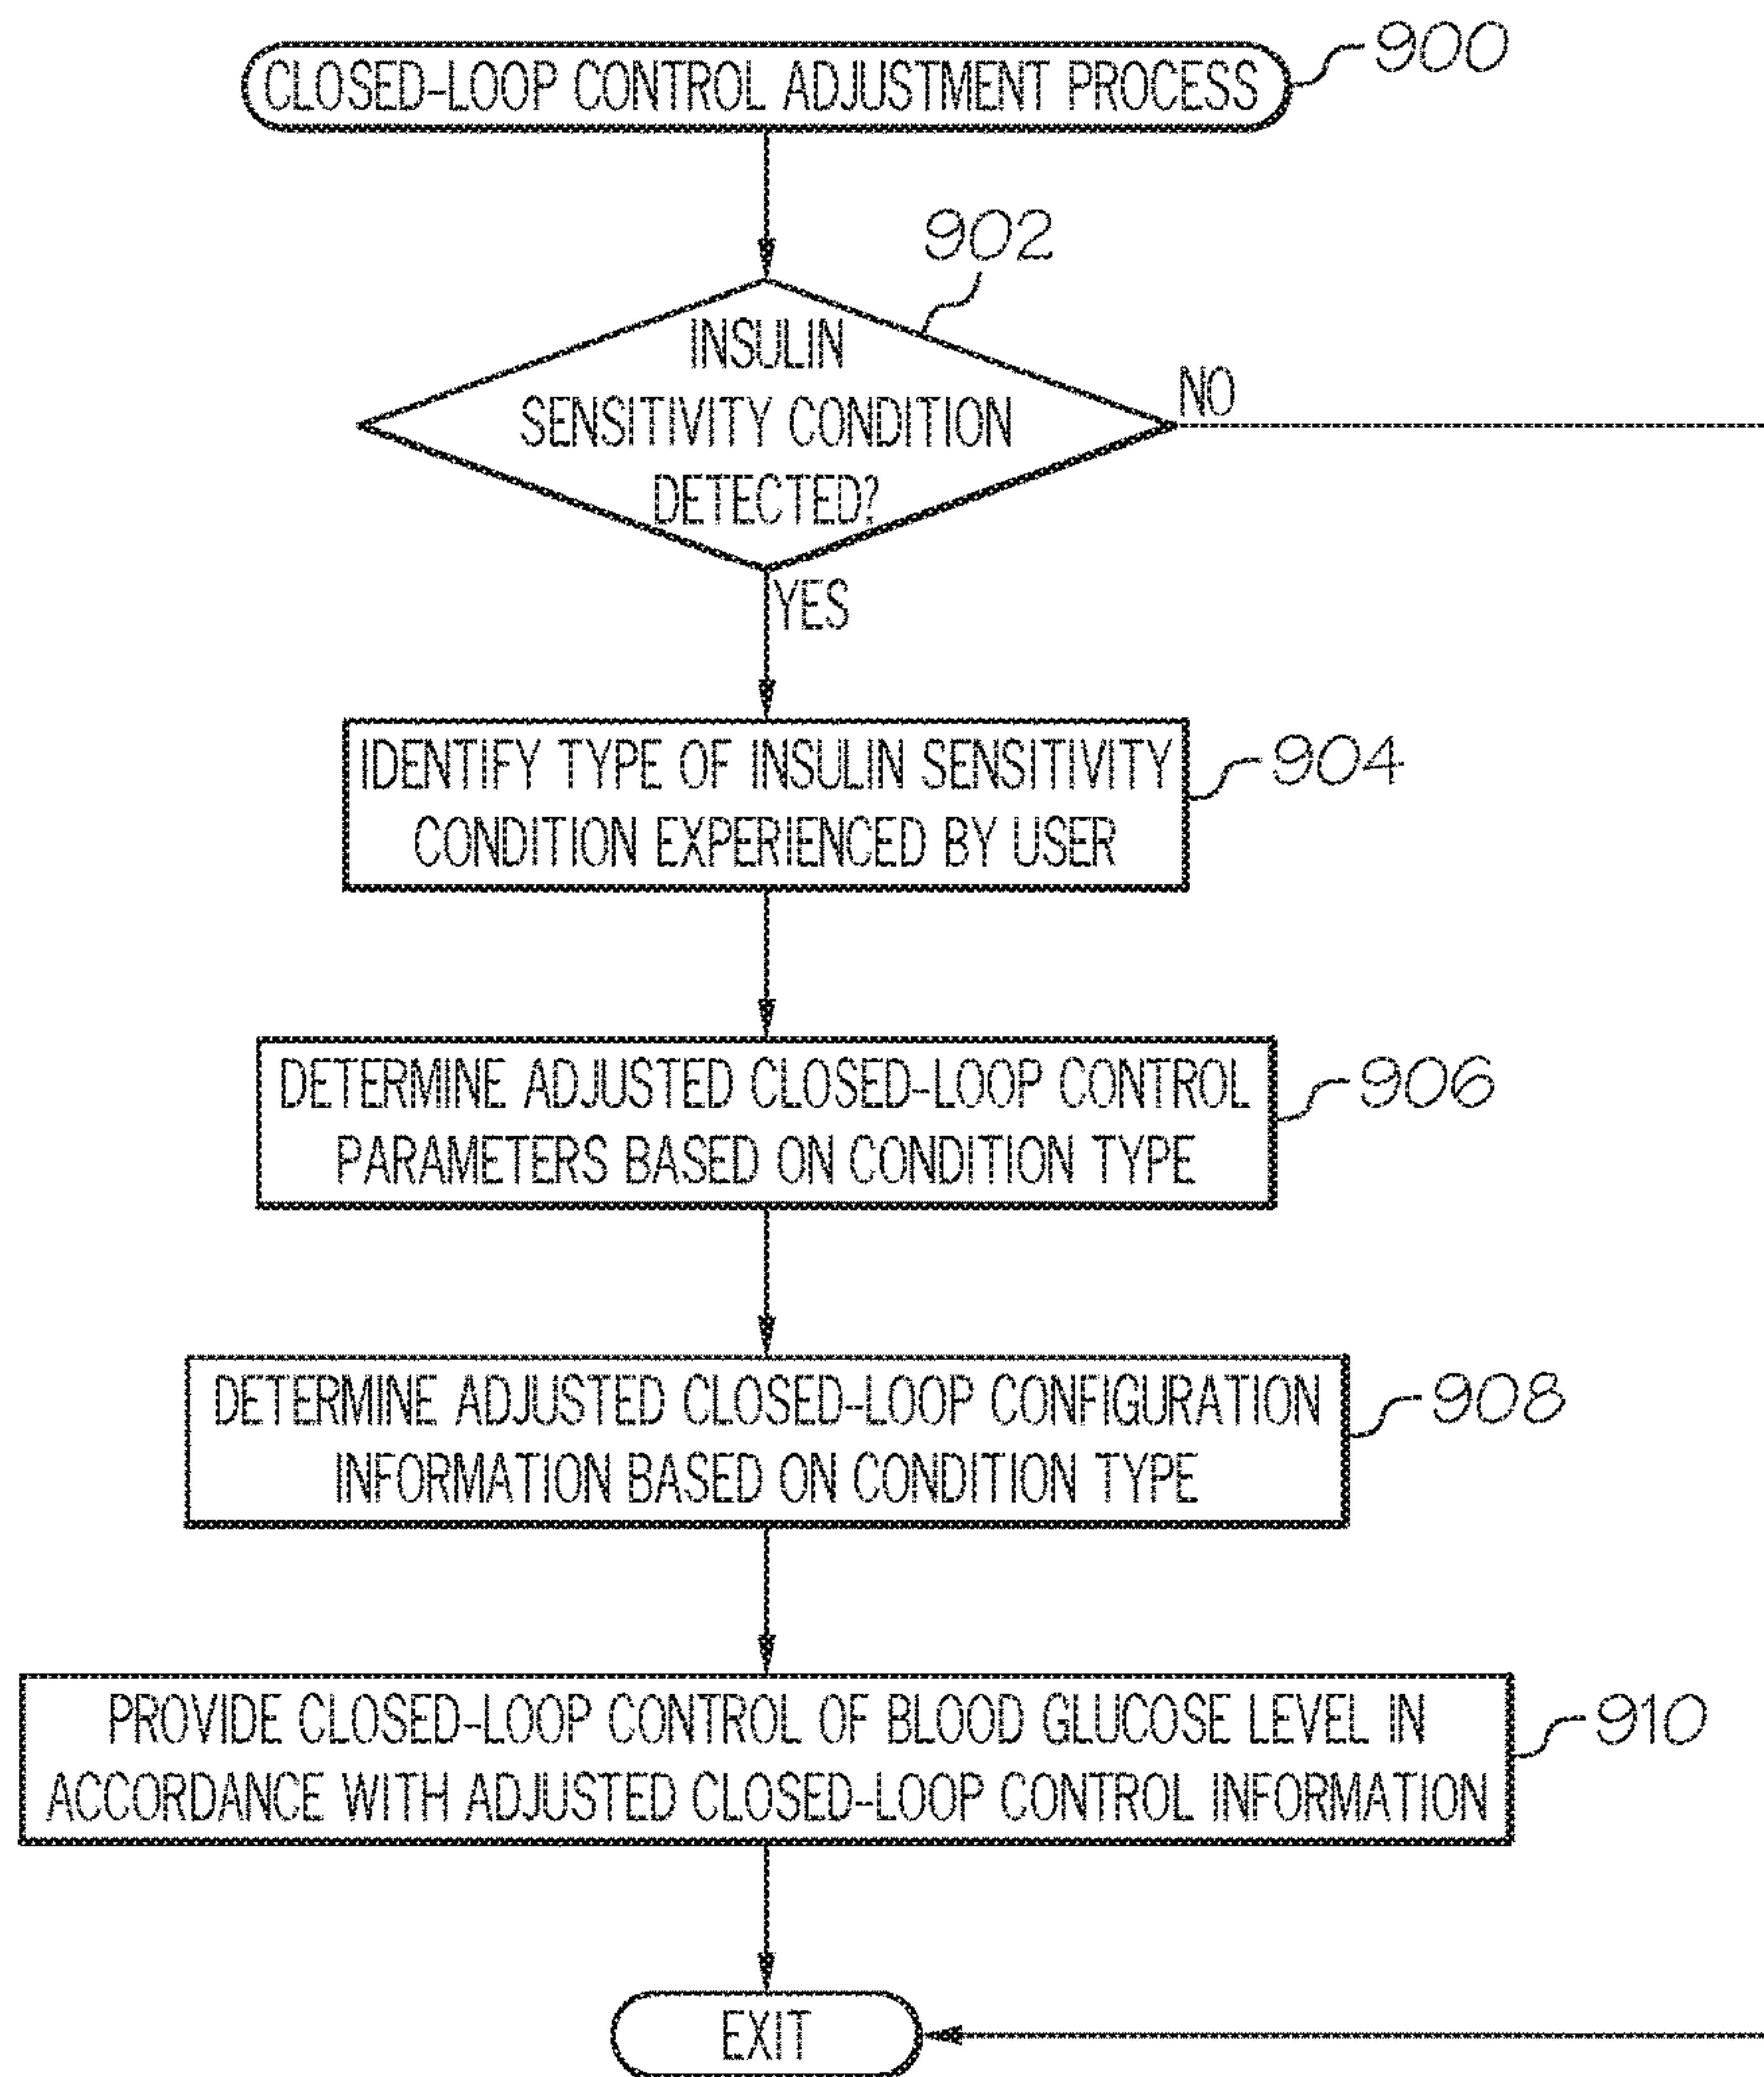 CLOSED-LOOP CONTROL ADJUSTMENT PROCESS
900
902
INSULIN
SENSITIVITY CONDITION
DETECTED?
NO
YES
IDENTIFY TYPE OF INSULIN SENSITIVITY
CONDITION EXPERIENCED BY USER
904
DETERMINE ADJUSTED CLOSED-LOOP CONTROL
PARAMETERS BASED ON CONDITION TYPE
906
DETERMINE ADJUSTED CLOSED-LOOP CONFIGURATION
INFORMATION BASED ON CONDITION TYPE
908
PROVIDE CLOSED-LOOP CONTROL OF BLOOD GLUCOSE LEVEL IN
ACCORDANCE WITH ADJUSTED CLOSED-LOOP CONTROL INFORMATION
910
EXIT